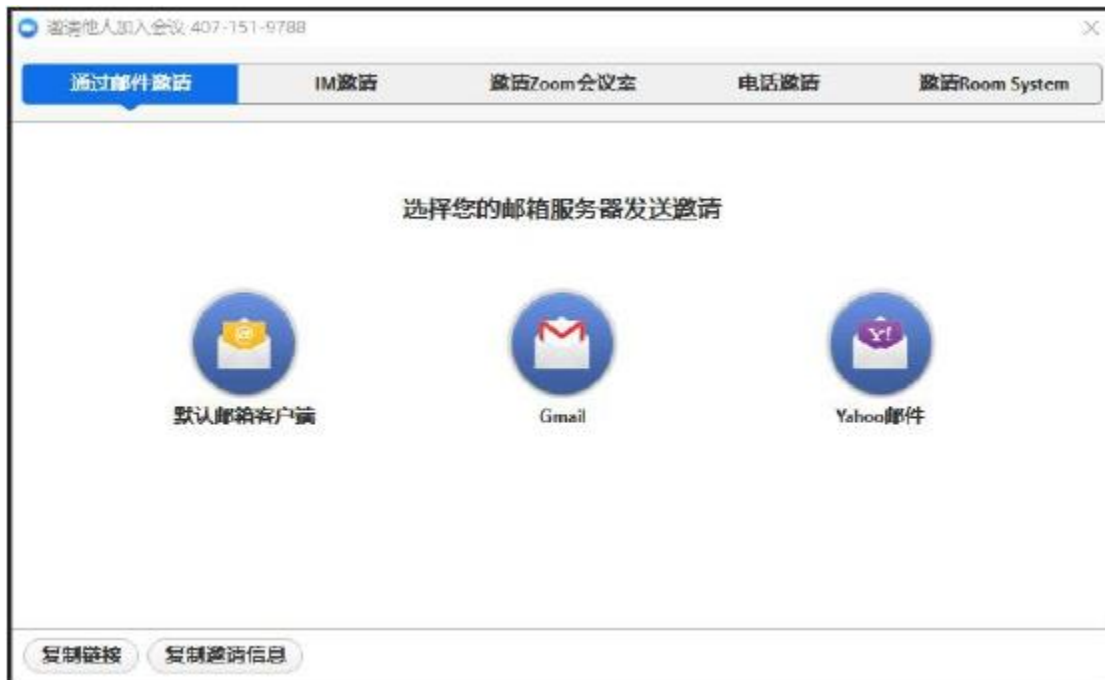 邀请他人加入会议 407-151-9788
通过邮件邀请 IM邀请 邀请Zoom会议室 电话邀请 邀请Room System
选择您的邮箱服务器发送邀请
@ Y!
默认邮箱客户端 Gmail Yahoo邮件
复制链接 复制邀请信息